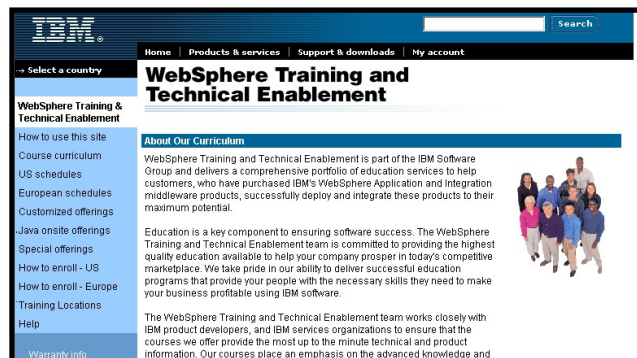 IBM®
Search
Home | Products & services | Support & downloads | My account
→ Select a country
WebSphere Training and
Technical Enablement
WebSphere Training &
Technical Enablement
How to use this site
Course curriculum
US schedules
European schedules
Customized offerings
Java onsite offerings
Special offerings
How to enroll - US
How to enroll - Europe
Training Locations
Help
Warranty info
About Our Curriculum
WebSphere Training and Technical Enablement is part of the IBM Software
Group and delivers a comprehensive portfolio of education services to help
customers, who have purchased IBM's WebSphere Application and Integration
middleware products, successfully deploy and integrate these products to their
maximum potential.
Education is a key component to ensuring software success. The WebSphere
Training and Technical Enablement team is committed to providing the highest
quality education available to help your company prosper in today's competitive
marketplace. We take pride in our ability to deliver successful education
programs that provide your people with the necessary skills they need to make
your business profitable using IBM software.
The WebSphere Training and Technical Enablement team works closely with
IBM product developers, and IBM services organizations to ensure that the
courses we offer provide the most up to the minute technical and product
information. Our courses place an emphasis on the advanced knowledge and